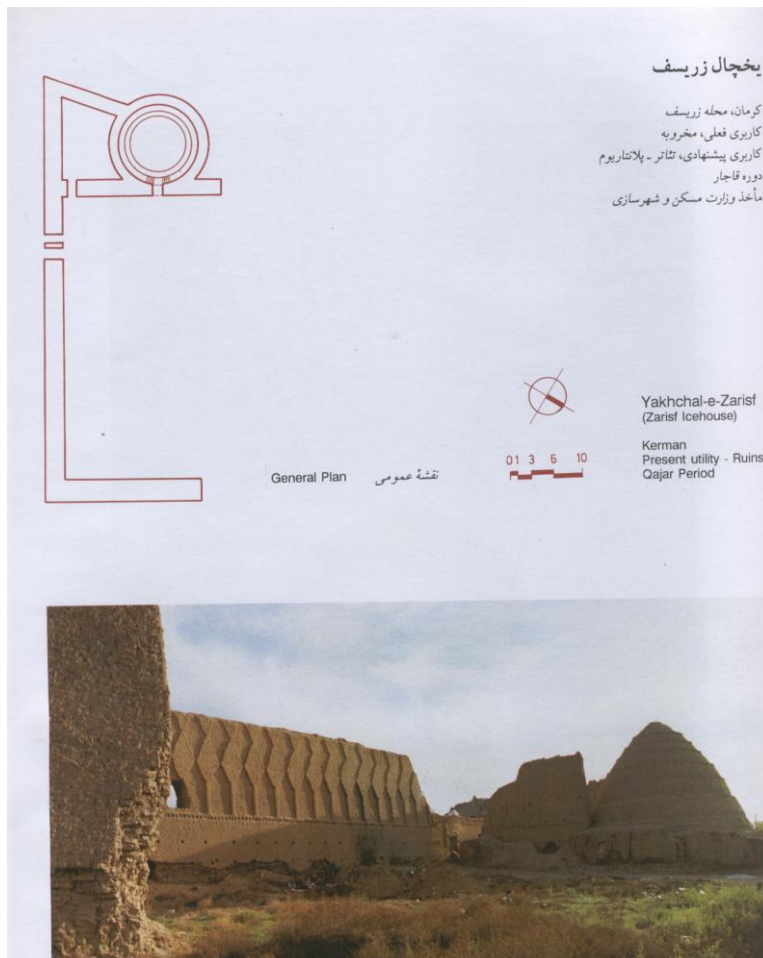 یخچال زریسف
کرمان، محله زریسف
کاربری فعلی، مخروبه
کاربری پیشنهادی، تئاتر - پلانتاریوم
دوره قاجار
مأخذ وزارت مسکن و شهرسازی
Yakhchal-e-Zarisf
(Zarisf Icehouse)
Kerman
Present utility - Ruins
Qajar Period
0 1 3 6 10
General Plan نقشهٔ عمومی